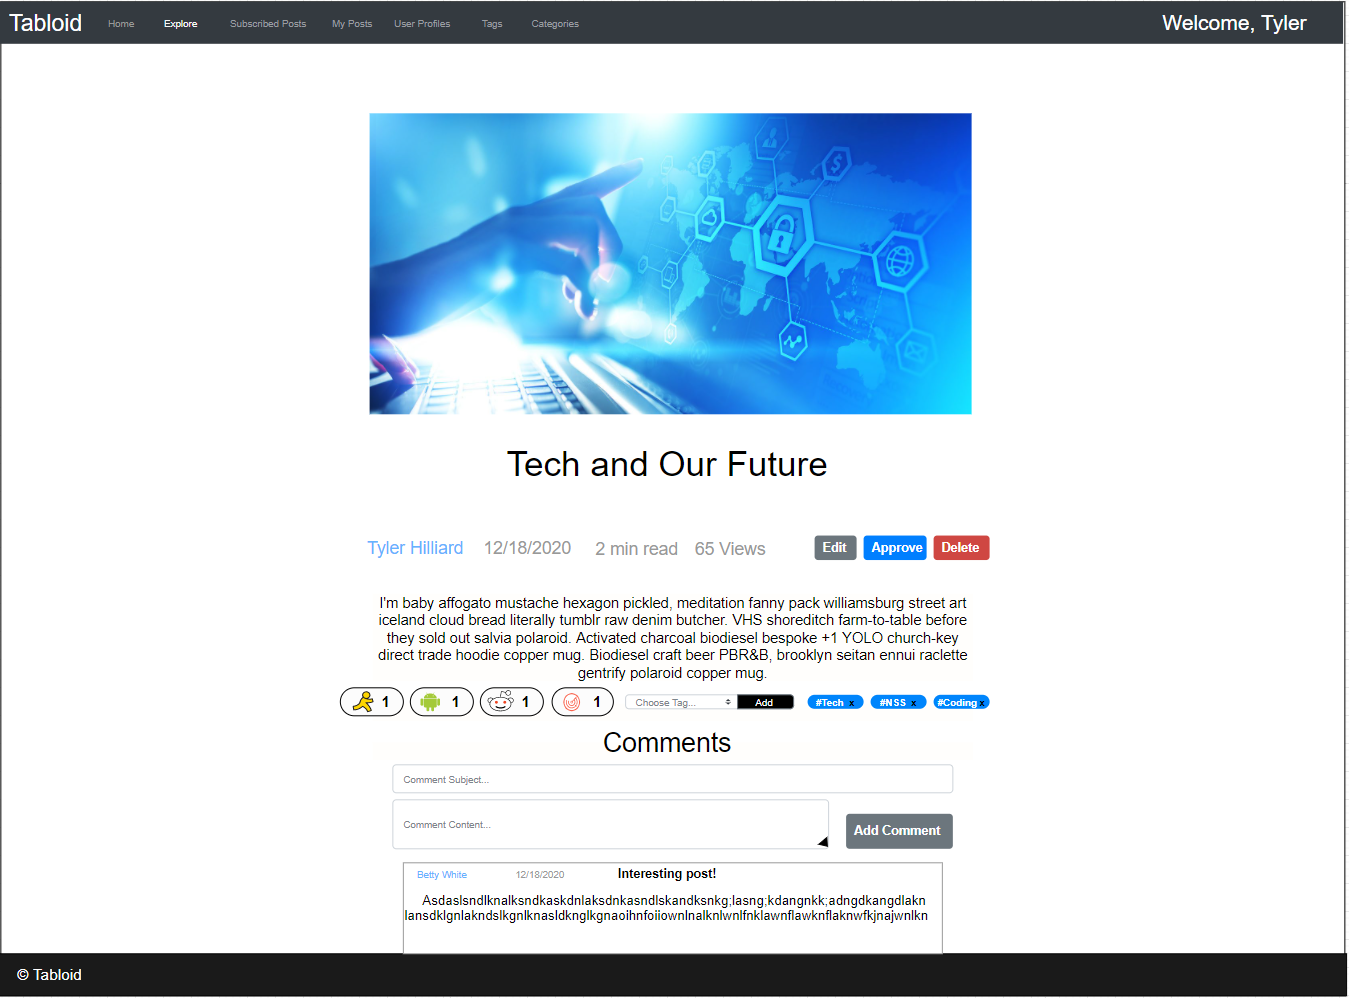 Tabloid Home Explore Subscribed Posts My Posts User Profiles Tags Categories Welcome, Tyler
Tech and Our Future
Tyler Hilliard 12/18/2020 2 min read 65 Views Edit Approve Delete
I'm baby affogato mustache hexagon pickled, meditation fanny pack williamsburg street art
iceland cloud bread literally tumblr raw denim butcher. VHS shoreditch farm-to-table before
they sold out salvia polaroid. Activated charcoal biodiesel bespoke +1 YOLO church-key
direct trade hoodie copper mug. Biodiesel craft beer PBR&B, brooklyn seitan ennui raclette
gentrify polaroid copper mug.
1 1 1 1 Choose Tag... Add #Tech x #NSS x #Coding x
Comments
Comment Subject...
Comment Content...
Add Comment
Betty White 12/18/2020 Interesting post!
Asdaslsndlknalksndkaskdnlaksdnkasndlskandksnkg;lasng;kdangnkk;adngdkangdlakn
lansdklgnlakndslkgnlknasldknglkgnaoihnfoiiownlnalknlwnlfnklawnflawknflaknwfkjnajwnlkn
© Tabloid